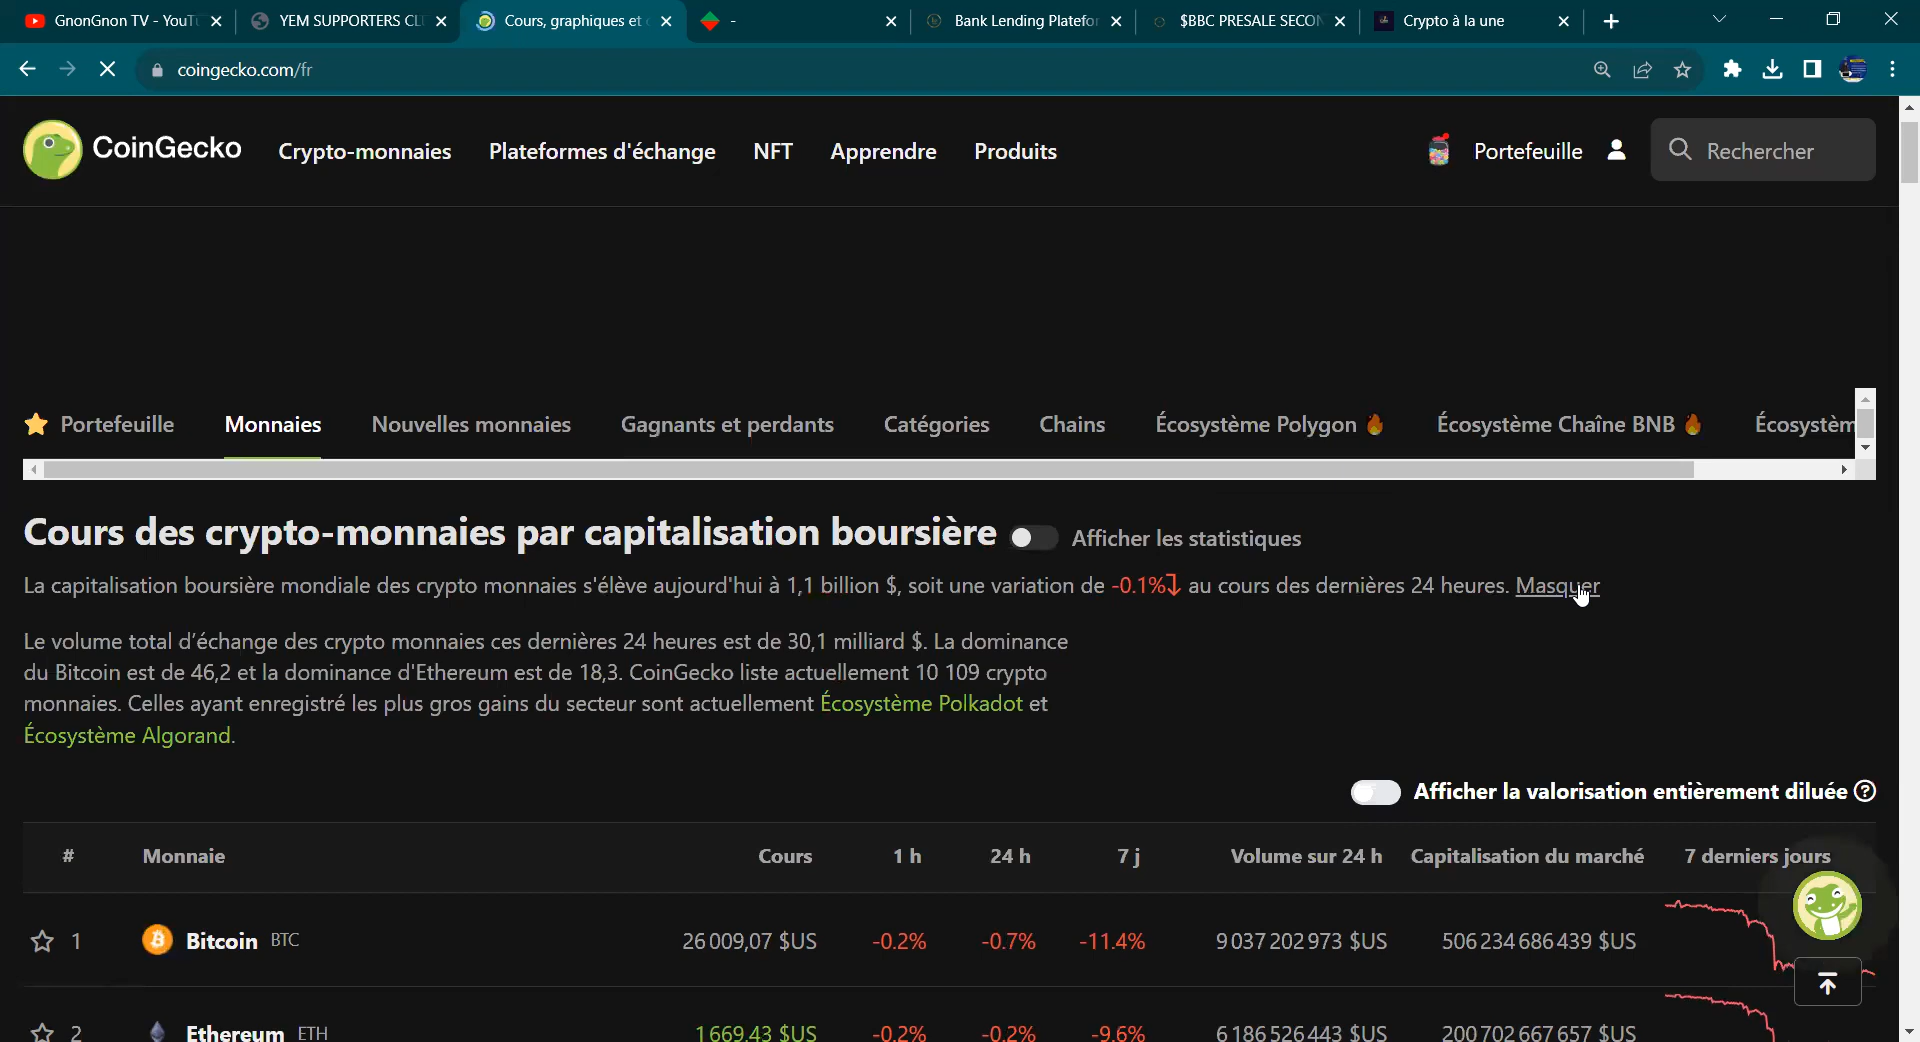 GnonGnon TV - YouT
YEM SUPPORTERS CL
Cours, graphiques et
-
Bank Lending Platefor
$BBC PRESALE SECON
Crypto à la une
coingecko.com/fr
CoinGecko
Crypto-monnaies
Plateformes d'échange
NFT
Apprendre
Produits
Portefeuille
Rechercher
Portefeuille
Monnaies
Nouvelles monnaies
Gagnants et perdants
Catégories
Chains
Écosystème Polygon
Écosystème Chaîne BNB
Écosystèm
Cours des crypto-monnaies par capitalisation boursière
Afficher les statistiques
La capitalisation boursière mondiale des crypto monnaies s'élève aujourd'hui à 1,1 billion $, soit une variation de -0.1% au cours des dernières 24 heures. Masquer
Le volume total d'échange des crypto monnaies ces dernières 24 heures est de 30,1 milliard $. La dominance
du Bitcoin est de 46,2 et la dominance d'Ethereum est de 18,3. CoinGecko liste actuellement 10 109 crypto
monnaies. Celles ayant enregistré les plus gros gains du secteur sont actuellement Écosystème Polkadot et
Écosystème Algorand.
Afficher la valorisation entièrement diluée ?
# Monnaie Cours 1 h 24 h 7 j Volume sur 24 h Capitalisation du marché 7 derniers jours
1 Bitcoin BTC 26 009,07 $US -0.2% -0.7% -11.4% 9 037 202 973 $US 506 234 686 439 $US
2 Ethereum ETH 1 669,43 $US -0.2% -0.2% -9.6% 6 186 526 443 $US 200 702 667 657 $US